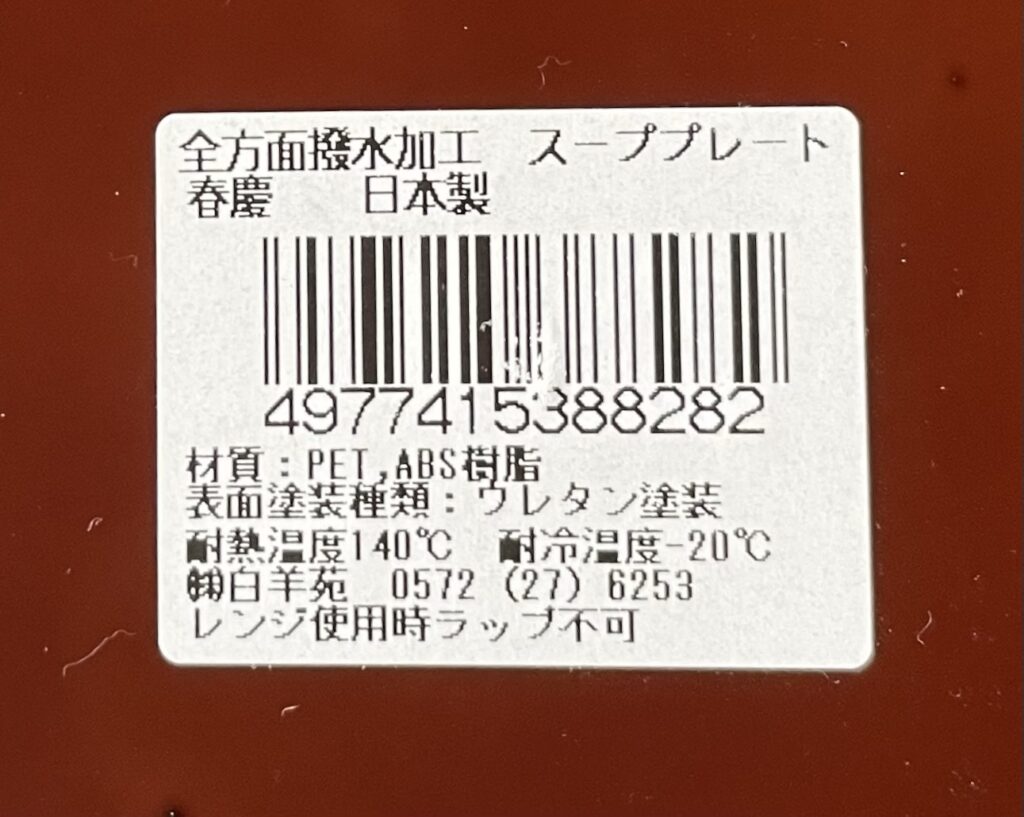 全方面撥水加工　スーププレート
春慶　　日本製
4977415388282
材質：PET,ABS樹脂
表面塗装種類：ウレタン塗装
耐熱温度140℃　耐冷温度-20℃
㈱白羊苑　0572（27）6253
レンジ使用時ラップ不可